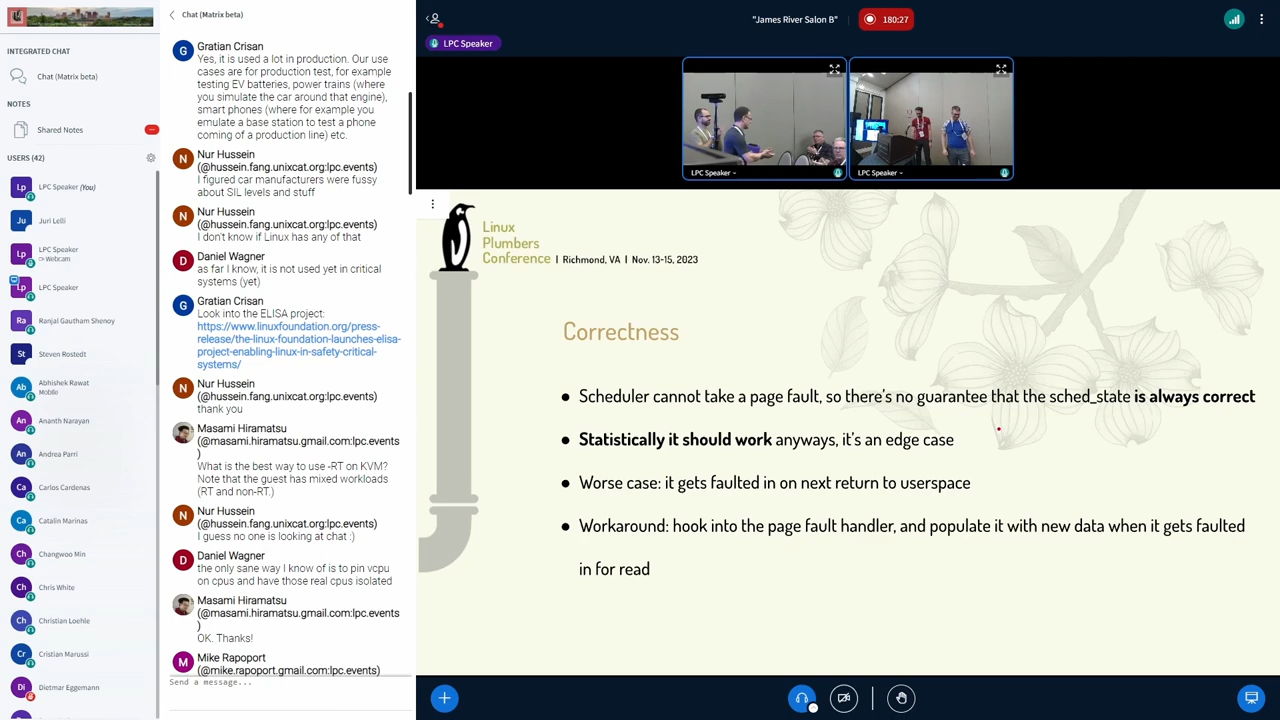 INTEGRATED CHAT
Chat (Matrix beta)
NOTES
Shared Notes
USERS (42)
Lp LPC Speaker (You)
Ju Juri Lelli
Lp LPC Speaker
Webcam
Lp LPC Speaker
Ra Ranjal Gautham Shenoy
St Steven Rostedt
Ab Abhishek Rawat
Mobile
An Ananth Narayan
An Andrea Parri
Ca Carlos Cardenas
Ca Catalin Marinas
Ch Changwoo Min
Ch Chris White
Ch Christian Loehle
Cr Cristian Marussi
Di Dietmar Eggemann
Chat (Matrix beta)
G Gratian Crisan
Yes, it is used a lot in production. Our use
cases are for production test, for example
testing EV batteries, power trains (where
you simulate the car around that engine),
smart phones (where for example you
emulate a base station to test a phone
coming of a production line) etc.
N Nur Hussein
(@hussein.fang.unixcat.org:lpc.events)
I figured car manufacturers were fussy
about SIL levels and stuff
N Nur Hussein
(@hussein.fang.unixcat.org:lpc.events)
I don't know if Linux has any of that
D Daniel Wagner
as far I know, it is not used yet in critical
systems (yet)
G Gratian Crisan
Look into the ELISA project:
https://www.linuxfoundation.org/press-
release/the-linux-foundation-launches-elisa-
project-enabling-linux-in-safety-critical-
systems/
N Nur Hussein
(@hussein.fang.unixcat.org:lpc.events)
thank you
Masami Hiramatsu
(@masami.hiramatsu.gmail.com:lpc.events
)
What is the best way to use -RT on KVM?
Note that the guest has mixed workloads
(RT and non-RT.)
N Nur Hussein
(@hussein.fang.unixcat.org:lpc.events)
I guess no one is looking at chat :)
D Daniel Wagner
the only sane way I know of is to pin vcpu
on cpus and have those real cpus isolated
Masami Hiramatsu
(@masami.hiramatsu.gmail.com:lpc.events
)
OK. Thanks!
M Mike Rapoport
(@mike.rapoport.gmail.com:lpc.events)
Send a message...
"James River Salon B"
180:27
LPC Speaker
LPC Speaker
LPC Speaker
Linux
Plumbers
Conference | Richmond, VA | Nov. 13-15, 2023
Correctness
● Scheduler cannot take a page fault, so there's no guarantee that the sched_state is always correct
● Statistically it should work anyways, it's an edge case
● Worse case: it gets faulted in on next return to userspace
● Workaround: hook into the page fault handler, and populate it with new data when it gets faulted
in for read